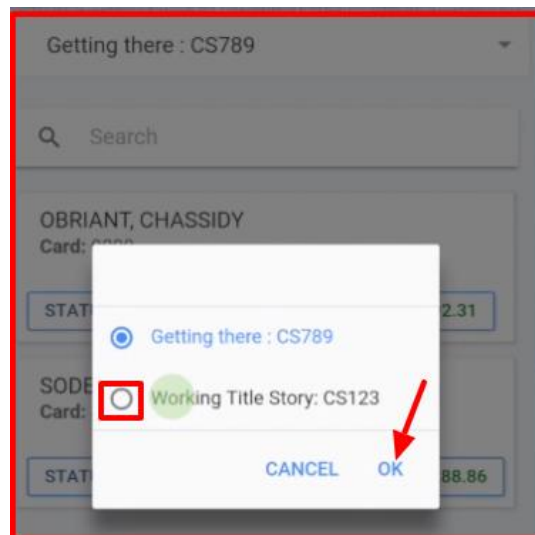 Getting there : CS789
Search
OBRIANT, CHASSIDY
Card:
STAT
2.31
Getting there : CS789
SODE
Working Title Story: CS123
Card:
CANCEL OK
STAT
88.86